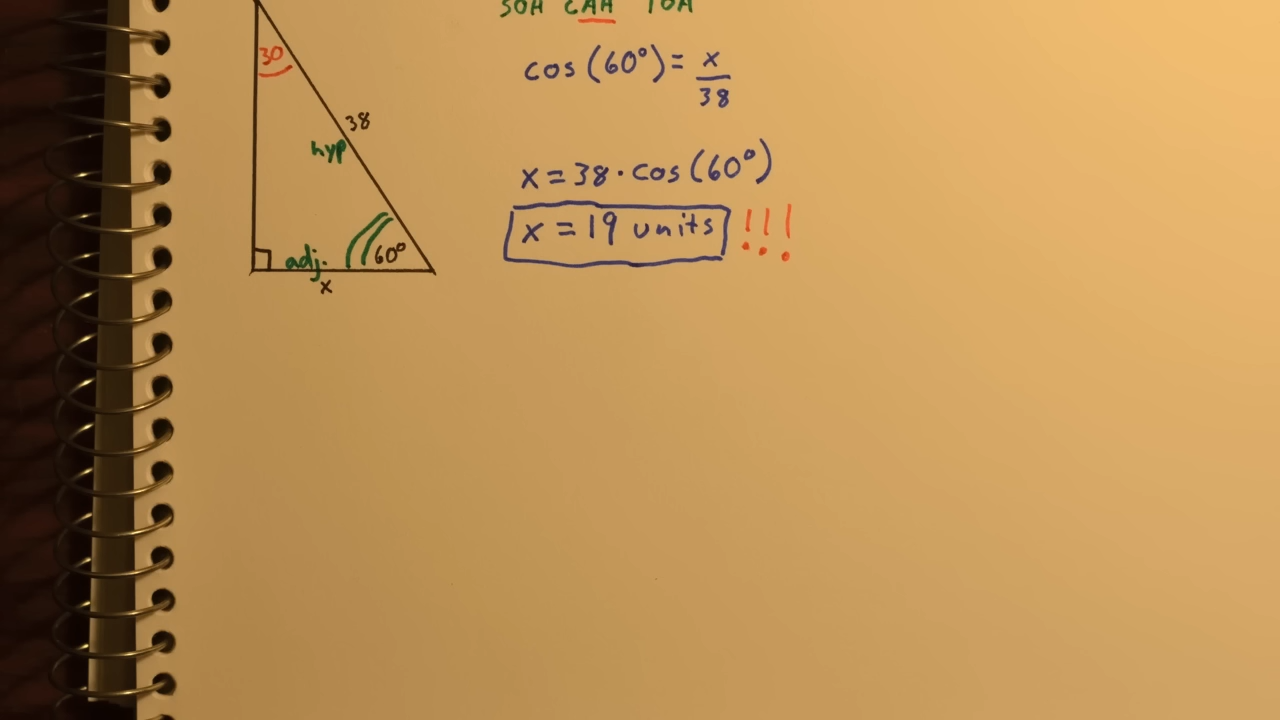 SOH CAH TOA
30
cos(60°) = x/38
38
hyp
x = 38·cos(60°)
x = 19 units !!!
adj. 60°
x